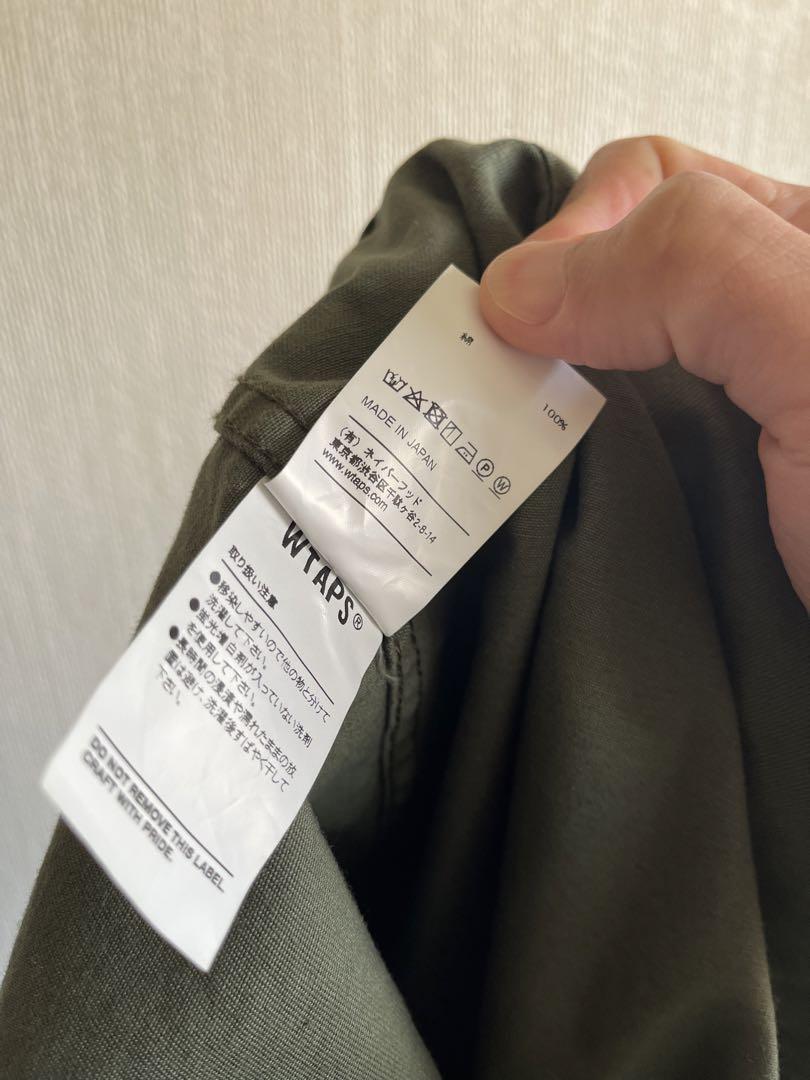 綿 100%
MADE IN JAPAN
(有) ネイバーフッド
東京都渋谷区千駄ヶ谷2-8-14
www.wtaps.com
WTAPS®
取り扱い注意
●移染しやすいので他の物と分けて
洗濯して下さい。
●蛍光増白剤が入っていない洗剤
を使用して下さい。
●長時間の浸漬や濡れたままの放
置は避け、洗濯後すばやく干して
下さい。
DO NOT REMOVE THIS LABEL.
CRAFT WITH PRIDE.